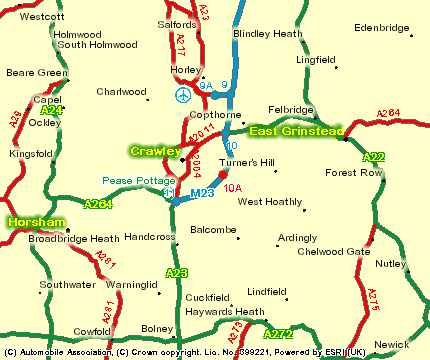 Westcott
Salfords
A23
Holmwood
South Holmwood
A217
Blindley Heath
Edenbridge
Lingfield
Beare Green
Horley
9A
9
Charlwood
Capel
A24
A29
Ockley
Copthorne
Felbridge
A264
A2011
East Grinstead
Kingsfold
Crawley
10
A2004
Turner's Hill
A22
Forest Row
Pease Pottage
11
M23
10A
A264
West Hoathly
Horsham
Balcombe
Broadbridge Heath
Handcross
Ardingly
Chelwood Gate
A281
A23
Nutley
Southwater
Warninglid
Cuckfield
Lindfield
A275
A281
Haywards Heath
Cowfold
Bolney
A273
A272
Newick
(C) Automobile Association, (C) Crown copyright. Lic. No. 399221, Powered by ESRI (UK)